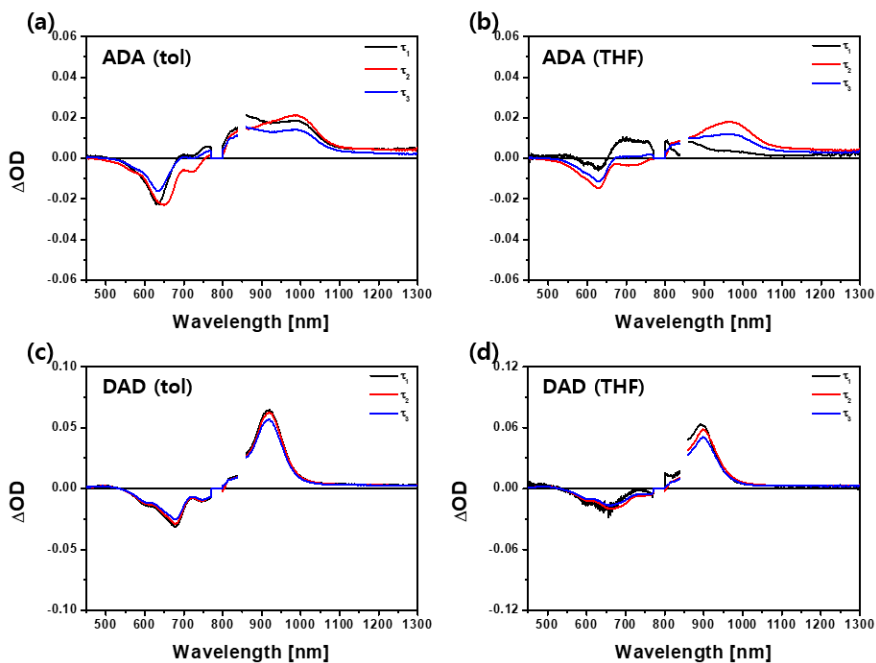 (a)
ADA (tol)
τ1
τ2
τ3
0.06
0.04
0.02
0.00
-0.02
-0.04
-0.06
ΔOD
500 600 700 800 900 1000 1100 1200 1300
Wavelength [nm]
(b)
ADA (THF)
τ1
τ2
τ3
0.06
0.04
0.02
0.00
-0.02
-0.04
-0.06
ΔOD
500 600 700 800 900 1000 1100 1200 1300
Wavelength [nm]
(c)
DAD (tol)
τ1
τ2
τ3
0.10
0.05
0.00
-0.05
-0.10
ΔOD
500 600 700 800 900 1000 1100 1200 1300
Wavelength [nm]
(d)
DAD (THF)
τ1
τ2
τ3
0.12
0.06
0.00
-0.06
-0.12
ΔOD
500 600 700 800 900 1000 1100 1200 1300
Wavelength [nm]